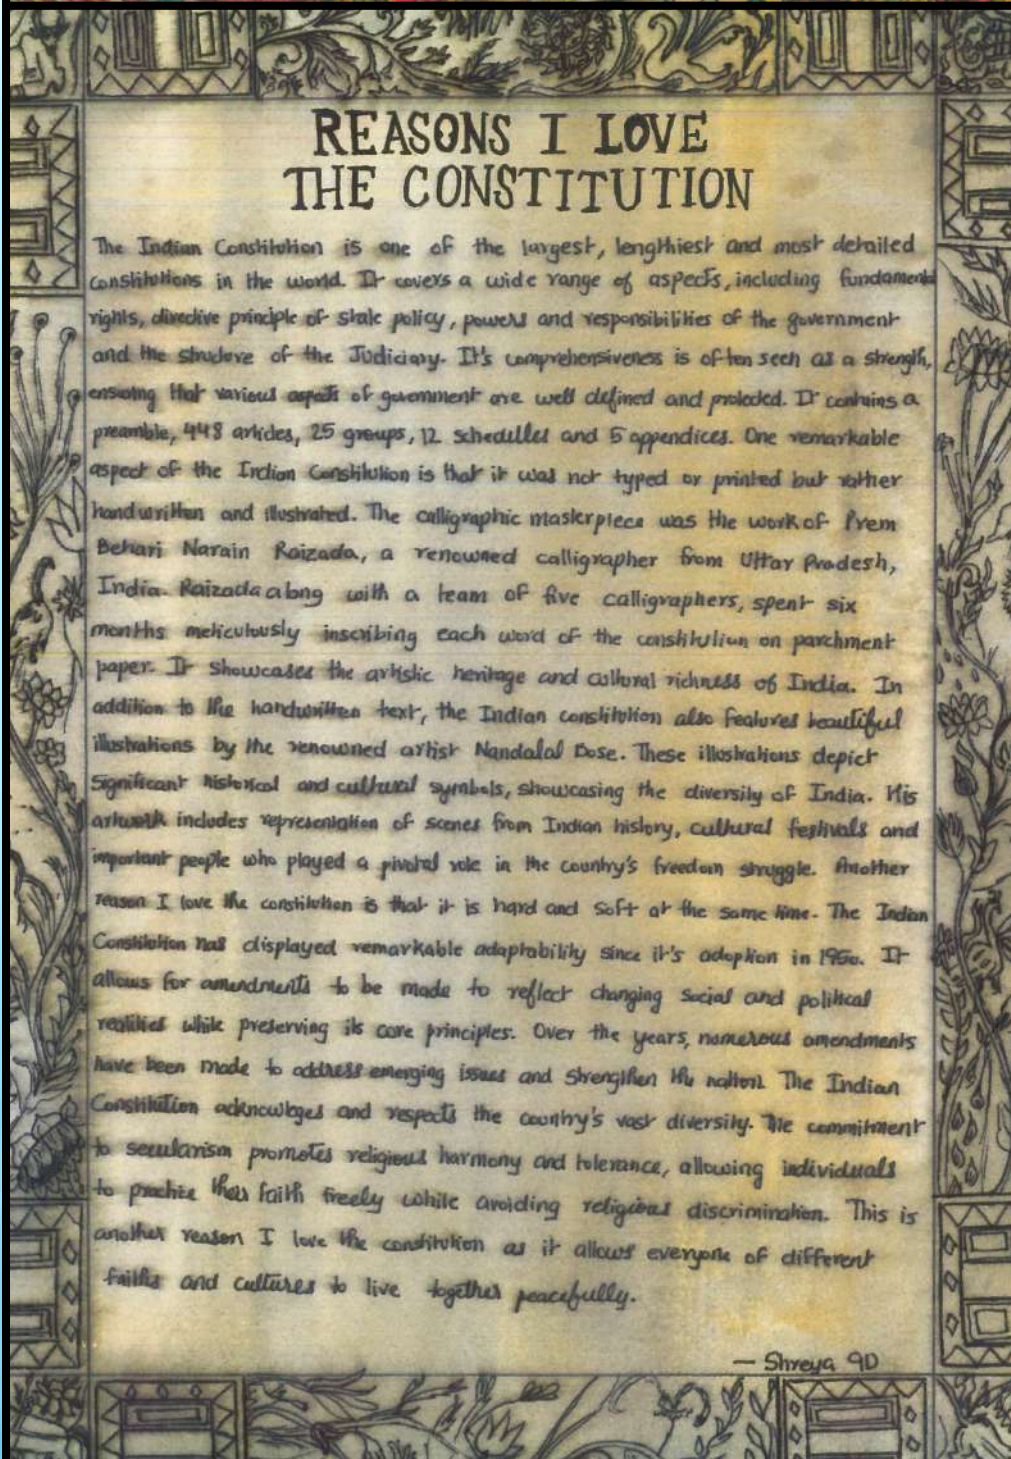 REASONS I LOVE
THE CONSTITUTION
The Indian Constitution is one of the largest, lengthiest and most detailed
constitutions in the world. It covers a wide range of aspects, including fundamental
rights, directive principle of state policy, powers and responsibilities of the government
and the structure of the Judiciary. It's comprehensiveness is often seen as a strength,
ensuring that various aspects of government are well defined and protected. It contains a
preamble, 448 articles, 25 groups, 12 schedules and 5 appendices. One remarkable
aspect of the Indian Constitution is that it was not typed or printed but rather
handwritten and illustrated. The calligraphic masterpiece was the work of Prem
Behari Narain Raizada, a renowned calligrapher from Uttar Pradesh,
India. Raizada along with a team of five calligraphers, spent six
months meticulously inscribing each word of the constitution on parchment
paper. It showcases the artistic heritage and cultural richness of India. In
addition to the handwritten text, the Indian constitution also features beautiful
illustrations by the renowned artist Nandalal Bose. These illustrations depict
significant historical and cultural symbols, showcasing the diversity of India. His
artwork includes representation of scenes from Indian history, cultural festivals and
important people who played a pivotal role in the country's freedom struggle. Another
reason I love the constitution is that it is hard and soft at the same time. The Indian
Constitution has displayed remarkable adaptability since it's adoption in 1950. It
allows for amendments to be made to reflect changing social and political
realities while preserving its core principles. Over the years, numerous amendments
have been made to address emerging issues and strengthen the nation. The Indian
Constitution acknowleges and respects the country's vast diversity. The commitment
to secularism promotes religious harmony and tolerance, allowing individuals
to practice their faith freely while avoiding religious discrimination. This is
another reason I love the constitution as it allows everyone of different
faiths and cultures to live together peacefully.
— Shreya 9D